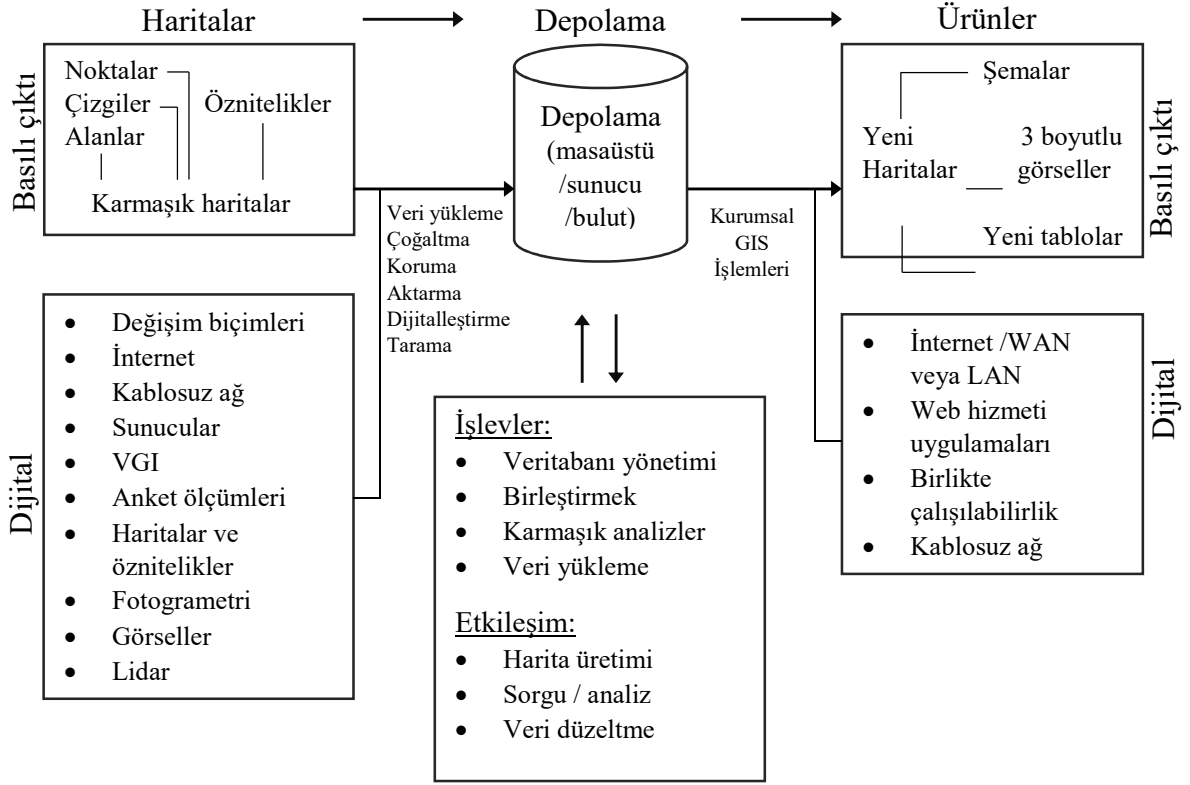 Haritalar
Depolama
Ürünler
Basılı çıktı
Noktalar
Çizgiler
Öznitelikler
Alanlar
Karmaşık haritalar
Dijital
Değişim biçimleri
İnternet
Kablosuz ağ
Sunucular
VGI
Anket ölçümleri
Haritalar ve
öznitelikler
Fotogrametri
Görseller
Lidar
Veri yükleme
Çoğaltma
Koruma
Aktarma
Dijitalleştirme
Tarama
Depolama
(masaüstü
/sunucu
/bulut)
İşlevler:
Veritabanı yönetimi
Birleştirmek
Karmaşık analizler
Veri yükleme
Etkileşim:
Harita üretimi
Sorgu / analiz
Veri düzeltme
Kurumsal
GIS
İşlemleri
Şemalar
Yeni
Haritalar
3 boyutlu
görseller
Yeni tablolar
Basılı çıktı
İnternet /WAN
veya LAN
Web hizmeti
uygulamaları
Birlikte
çalışılabilirlik
Kablosuz ağ
Dijital